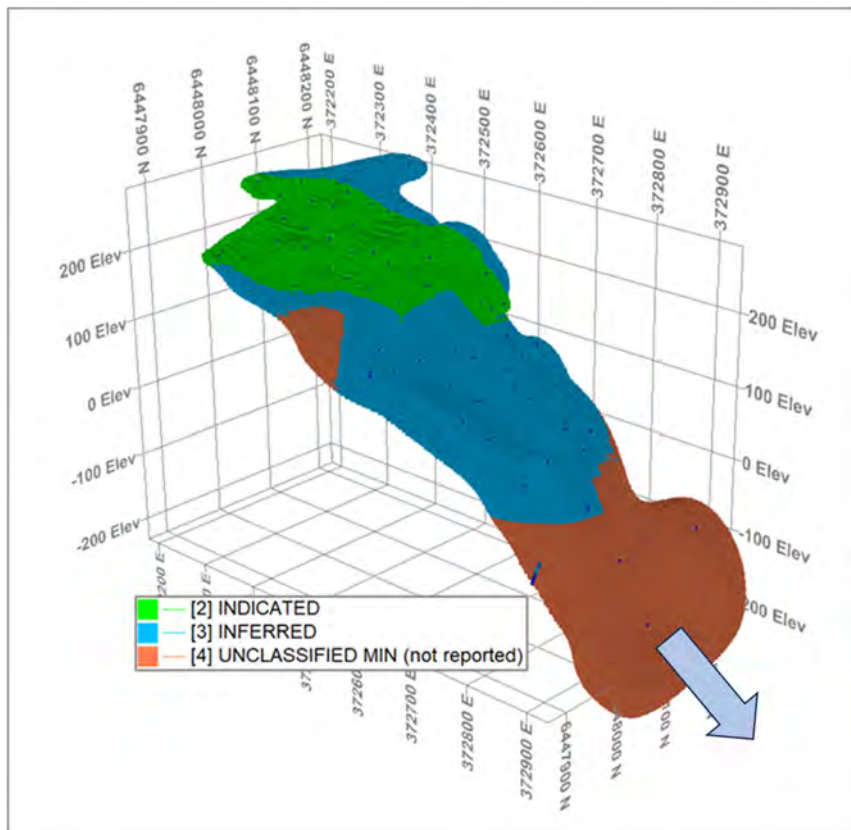 6447900 N
6448000 N
6448100 N
6448200 N
372200 E
372300 E
372400 E
372500 E
372600 E
372700 E
372800 E
372900 E
200 Elev
100 Elev
0 Elev
-100 Elev
-200 Elev
200 Elev
100 Elev
0 Elev
-100 Elev
200 Elev
[2] INDICATED
[3] INFERRED
[4] UNCLASSIFIED MIN (not reported)
372700 E
372800 E
372900 E